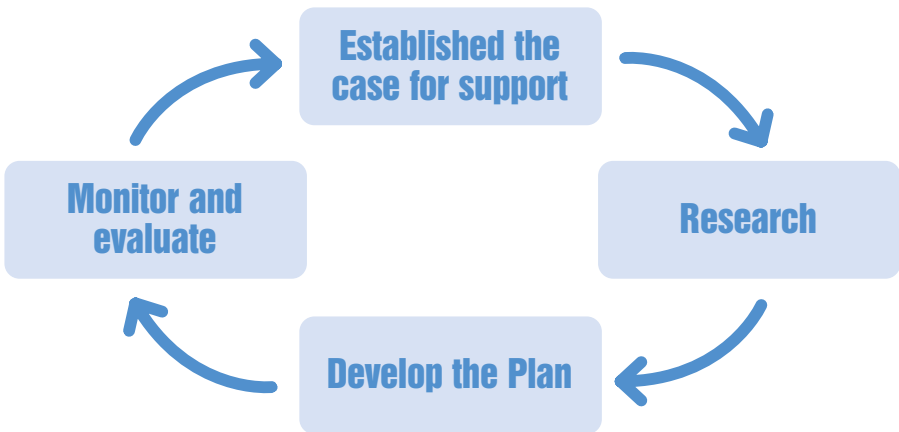 Established the
case for support
Research
Develop the Plan
Monitor and
evaluate